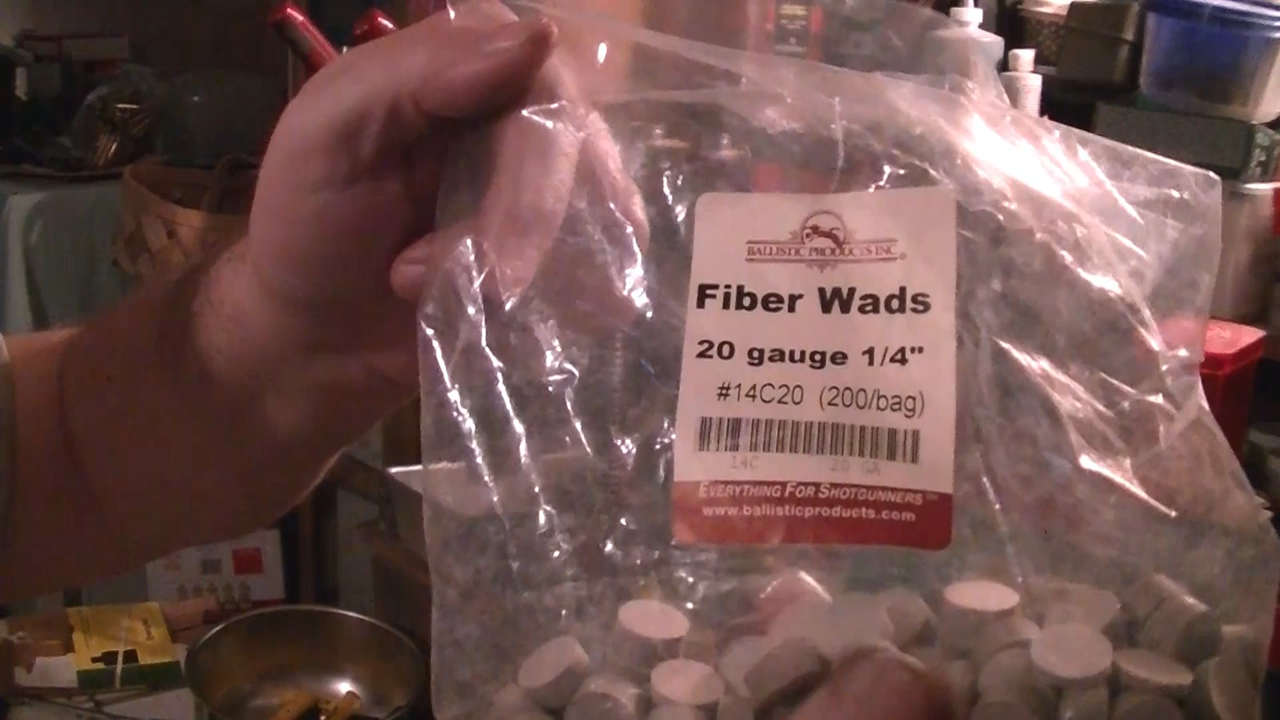 BALLISTIC PRODUCTS INC.
Fiber Wads
20 gauge 1/4"
#14C20 (200/bag)
14C 20 GA
EVERYTHING FOR SHOTGUNNERS
www.ballisticproducts.com